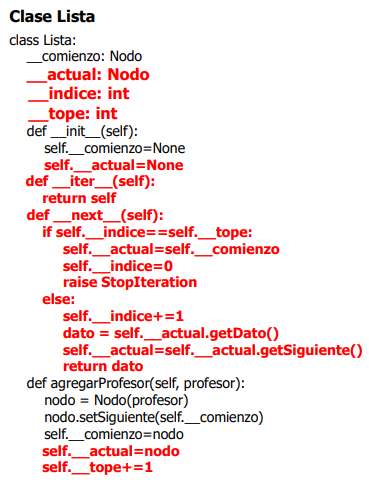 Clase Lista
class Lista:
__comienzo: Nodo
__actual: Nodo
__indice: int
__tope: int
def __init__(self):
self.__comienzo=None
self.__actual=None
def __iter__(self):
return self
def __next__(self):
if self.__indice==self.__tope:
self.__actual=self.__comienzo
self.__indice=0
raise StopIteration
else:
self.__indice+=1
dato = self.__actual.getDato()
self.__actual=self.__actual.getSiguiente()
return dato
def agregarProfesor(self, profesor):
nodo = Nodo(profesor)
nodo.setSiguiente(self.__comienzo)
self.__comienzo=nodo
self.__actual=nodo
self.__tope+=1